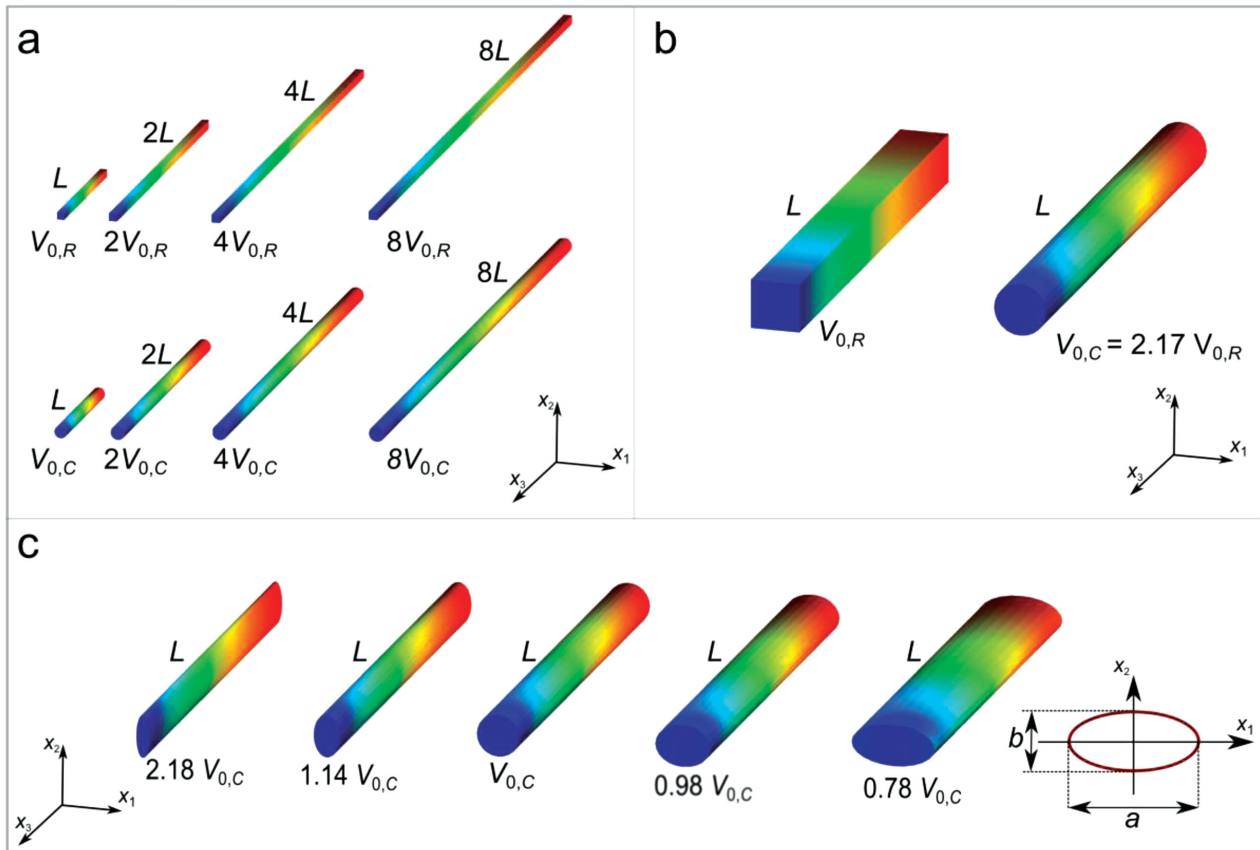 a
L
2L
4L
8L
V0,R
2V0,R
4V0,R
8V0,R
L
2L
4L
8L
V0,C
2V0,C
4V0,C
8V0,C
x2
x1
x3
b
L
L
V0,R
V0,C = 2.17 V0,R
x2
x1
x3
c
L
L
L
L
L
2.18 V0,C
1.14 V0,C
V0,C
0.98 V0,C
0.78 V0,C
x2
x1
x3
x2
x1
b
a